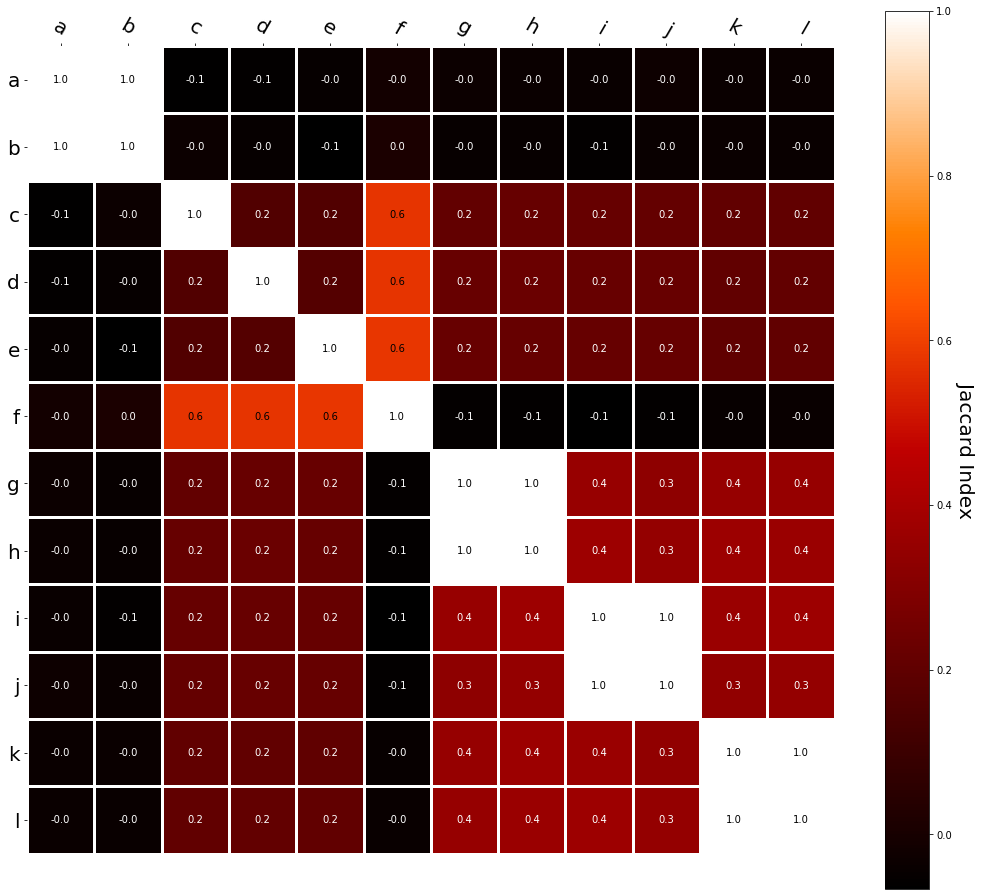 a b c d e f g h i j k l
a 1.0 1.0 -0.1 -0.1 -0.0 -0.0 -0.0 -0.0 -0.0 -0.0 -0.0 -0.0
b 1.0 1.0 -0.0 -0.0 -0.1 0.0 -0.0 -0.0 -0.1 -0.0 -0.0 -0.0
c -0.1 -0.0 1.0 0.2 0.2 0.6 0.2 0.2 0.2 0.2 0.2 0.2
d -0.1 -0.0 0.2 1.0 0.2 0.6 0.2 0.2 0.2 0.2 0.2 0.2
e -0.0 -0.1 0.2 0.2 1.0 0.6 0.2 0.2 0.2 0.2 0.2 0.2
f -0.0 0.0 0.6 0.6 0.6 1.0 -0.1 -0.1 -0.1 -0.1 -0.0 -0.0
g -0.0 -0.0 0.2 0.2 0.2 -0.1 1.0 1.0 0.4 0.3 0.4 0.4
h -0.0 -0.0 0.2 0.2 0.2 -0.1 1.0 1.0 0.4 0.3 0.4 0.4
i -0.0 -0.1 0.2 0.2 0.2 -0.1 0.4 0.4 1.0 1.0 0.4 0.4
j -0.0 -0.0 0.2 0.2 0.2 -0.1 0.3 0.3 1.0 1.0 0.3 0.3
k -0.0 -0.0 0.2 0.2 0.2 -0.0 0.4 0.4 0.4 0.3 1.0 1.0
l -0.0 -0.0 0.2 0.2 0.2 -0.0 0.4 0.4 0.4 0.3 1.0 1.0
1.0
0.8
0.6
0.4
0.2
0.0
Jaccard Index